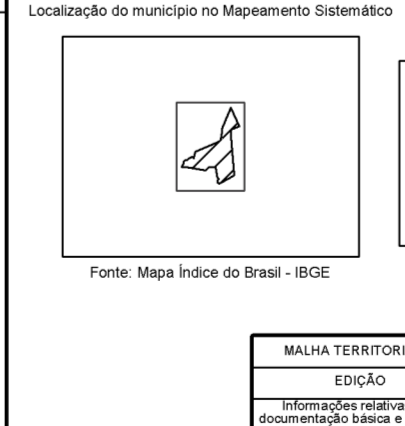 Localização do município no Mapeamento Sistemático
Fonte: Mapa Índice do Brasil - IBGE
MALHA TERRITORI
EDIÇÃO
Informações relativa
documentação básica e